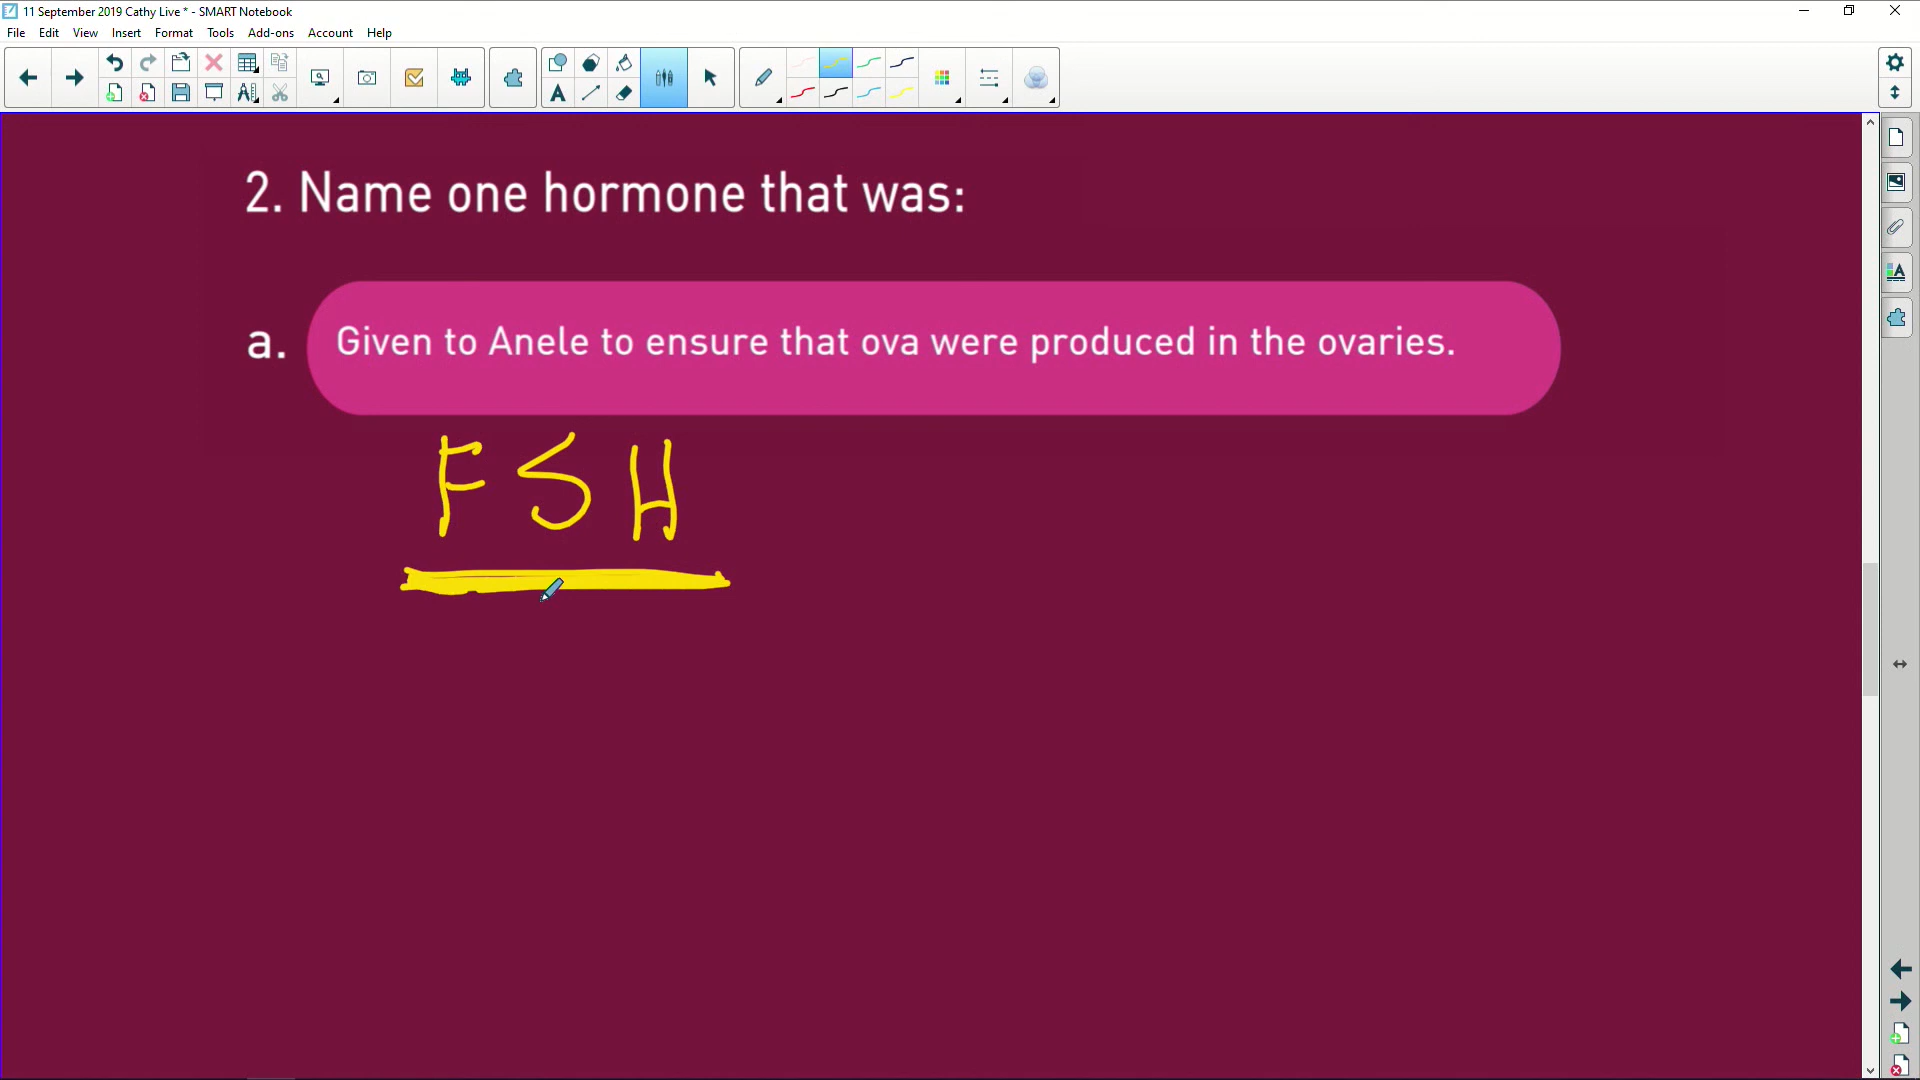 11 September 2019 Cathy Live * - SMART Notebook
File Edit View Insert Format Tools Add-ons Account Help
2. Name one hormone that was:
a. Given to Anele to ensure that ova were produced in the ovaries.
FSH